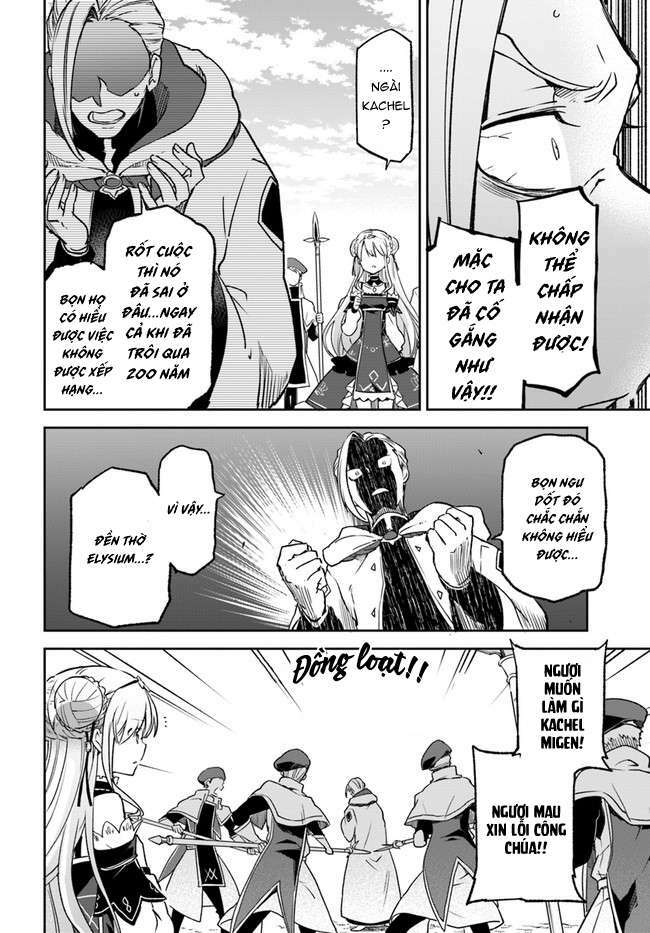 KHÔNG
THỂ
CHẤP
NHẬN
ĐƯỢC!
MẶC
CHO TA
ĐÃ CỐ
GẮNG
NHƯ
VẬY!!
....
NGÀI
KACHEL
?
RỐT CUỘC
THÌ NÓ
ĐÃ SAI Ở
ĐÂU...NGAY
CẢ KHI ĐÃ
TRÔI QUA
200 NĂM
BỌN HỌ
CÓ HIỂU
ĐƯỢC VIỆC
KHÔNG
ĐƯỢC XẾP
HẠNG...
BỌN NGU
DỐT ĐÓ
CHẮC CHẮN
KHÔNG HIỂU
ĐƯỢC...
VÌ VẬY...
ĐỀN THỜ
ELYSIUM...?
Đồng loạt!!
NGƯƠI
MUỐN
LÀM GÌ
KACHEL
MIGEN!
NGƯƠI MAU
XIN LỖI CÔNG
CHÚA!!